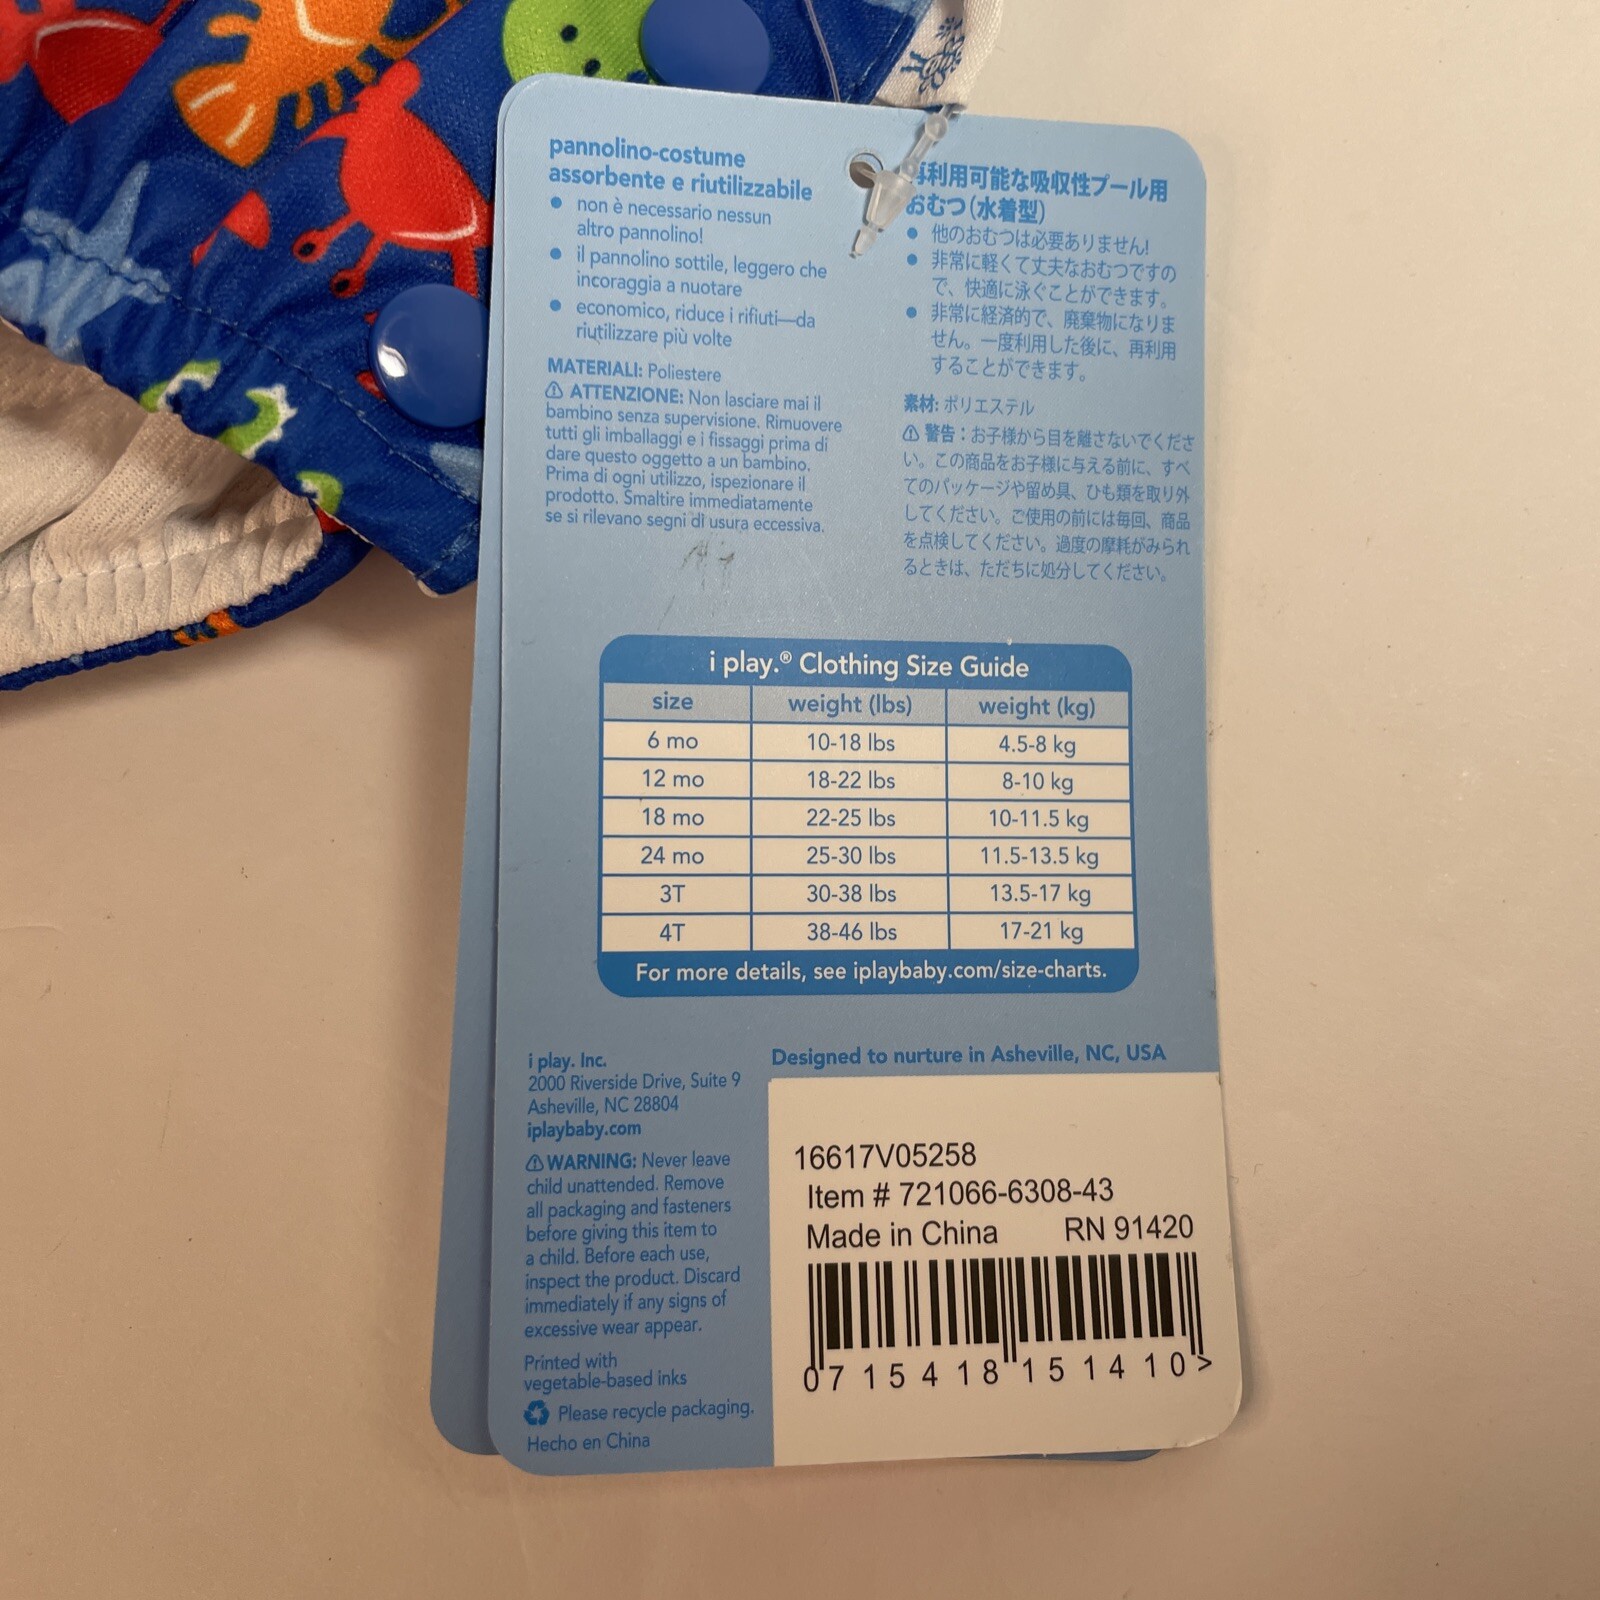 pannolino-costume
assorbente e riutilizzabile
● non è necessario nessun
altro pannolino!
● il pannolino sottile, leggero che
incoraggia a nuotare
● economico, riduce i rifiuti—da
riutilizzare più volte
MATERIALI: Poliestere
⚠ ATTENZIONE: Non lasciare mai il
bambino senza supervisione. Rimuovere
tutti gli imballaggi e i fissaggi prima di
dare questo oggetto a un bambino.
Prima di ogni utilizzo, ispezionare il
prodotto. Smaltire immediatamente
se si rilevano segni di usura eccessiva.
再利用可能な吸収性プール用
おむつ(水着型)
● 他のおむつは必要ありません!
● 非常に軽くて丈夫なおむつですの
で、快適に泳ぐことができます。
● 非常に経済的で、廃棄物になりま
せん。一度利用した後に、再利用
することができます。
素材: ポリエステル
⚠ 警告：お子様から目を離さないでくださ
い。この商品をお子様に与える前に、すべ
てのパッケージや留め具、ひも類を取り外
してください。ご使用の前には毎回、商品
を点検してください。過度の摩耗がみられ
るときは、ただちに処分してください。
i play.® Clothing Size Guide
size weight (lbs) weight (kg)
6 mo 10-18 lbs 4.5-8 kg
12 mo 18-22 lbs 8-10 kg
18 mo 22-25 lbs 10-11.5 kg
24 mo 25-30 lbs 11.5-13.5 kg
3T 30-38 lbs 13.5-17 kg
4T 38-46 lbs 17-21 kg
For more details, see iplaybaby.com/size-charts.
i play. Inc.
2000 Riverside Drive, Suite 9
Asheville, NC 28804
iplaybaby.com
⚠ WARNING: Never leave
child unattended. Remove
all packaging and fasteners
before giving this item to
a child. Before each use,
inspect the product. Discard
immediately if any signs of
excessive wear appear.
Printed with
vegetable-based inks
Please recycle packaging.
Hecho en China
Designed to nurture in Asheville, NC, USA
16617V05258
Item # 721066-6308-43
Made in China RN 91420
0 715418 151410 >